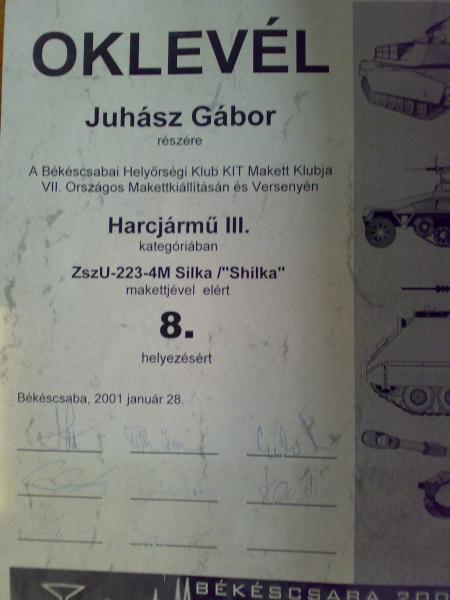 OKLEVÉL
Juhász Gábor
részére
A Békéscsabai Helyőrségi Klub KIT Makett Klubja
VII. Országos Makettkiállításán és Versenyén
Harcjármű III.
kategóriában
ZszU-223-4M Silka /"Shilka"
makettjével elért
8.
helyezésért
Békéscsaba, 2001 január 28.
BÉKÉSCSABA 200